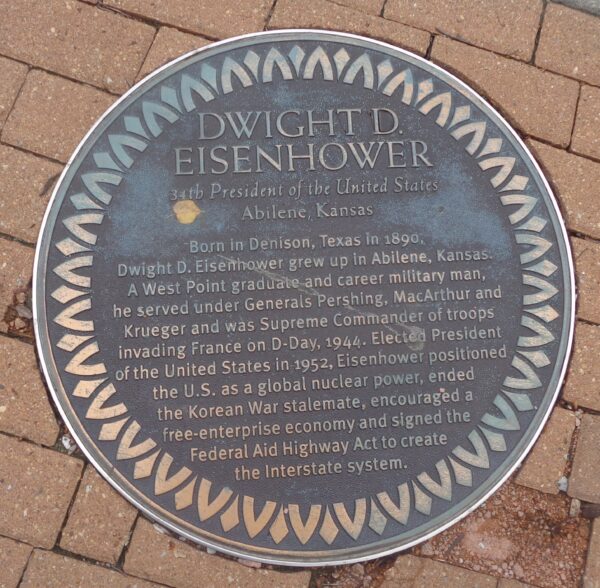 DWIGHT D.
EISENHOWER
34th President of the United States
Abilene, Kansas
Born in Denison, Texas in 1890,
Dwight D. Eisenhower grew up in Abilene, Kansas.
A West Point graduate and career military man,
he served under Generals Pershing, MacArthur and
Krueger and was Supreme Commander of troops
invading France on D-Day, 1944. Elected President
of the United States in 1952, Eisenhower positioned
the U.S. as a global nuclear power, ended
the Korean War stalemate, encouraged a
free-enterprise economy and signed the
Federal Aid Highway Act to create
the Interstate system.